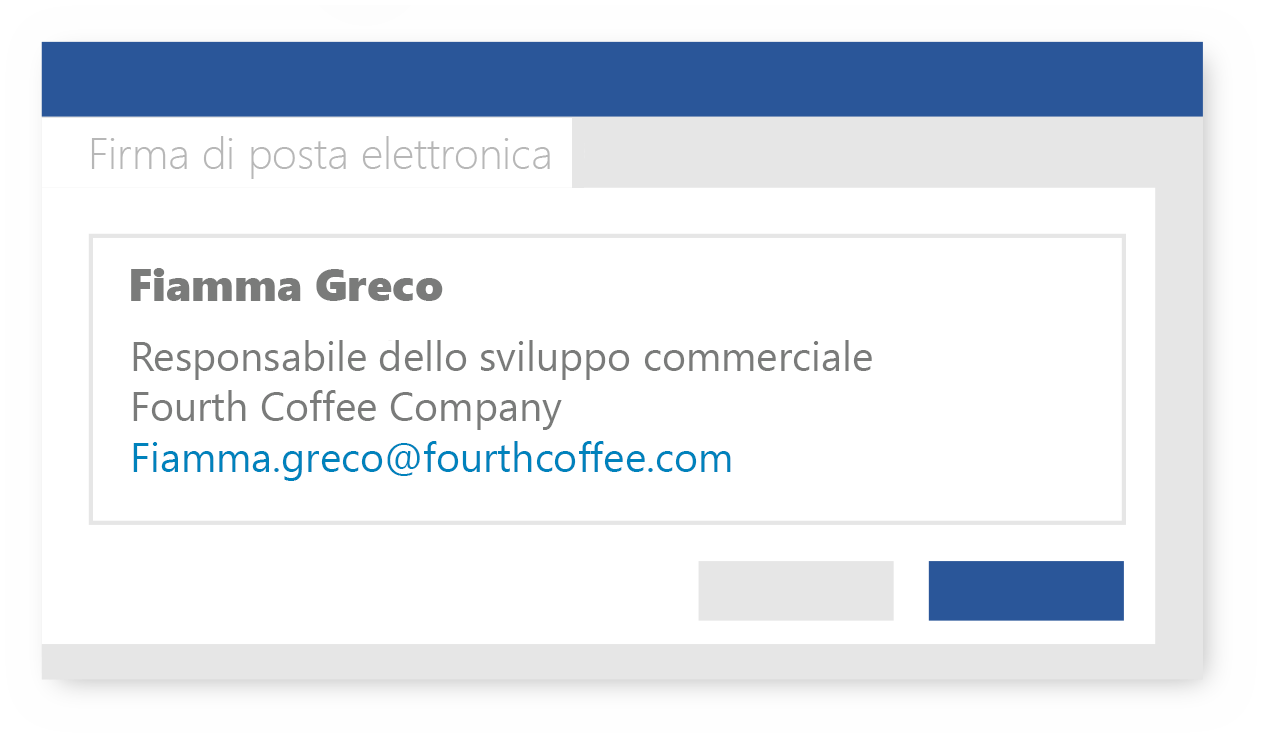 Firma di posta elettronica
Fiamma Greco
Responsabile dello sviluppo commerciale
Fourth Coffee Company
Fiamma.greco@fourthcoffee.com